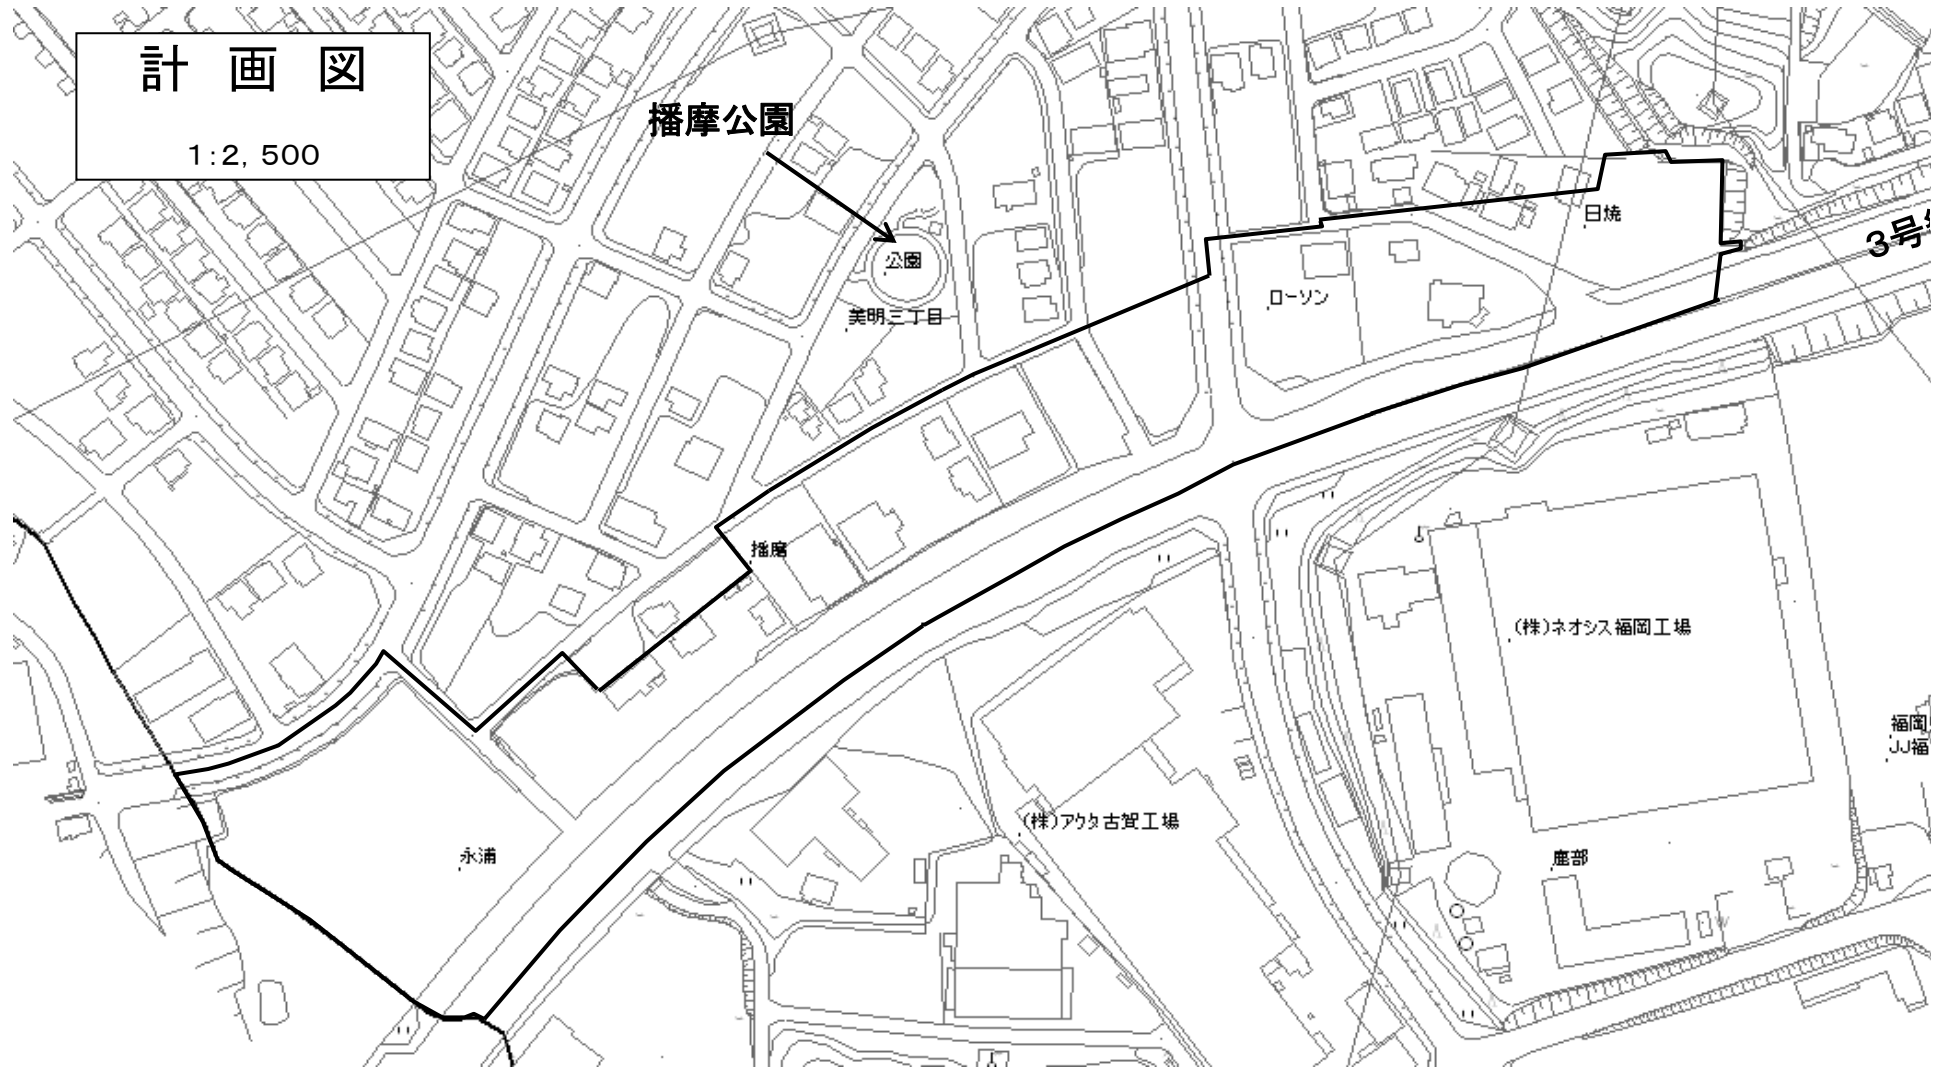 計 画 図
1:2,500
播磨公園
日焼
3号
公園
ローソン
美明三丁目
播磨
(株)ネオシス福岡工場
福岡
JJ福
(株)アクタ古賀工場
永浦
鹿部